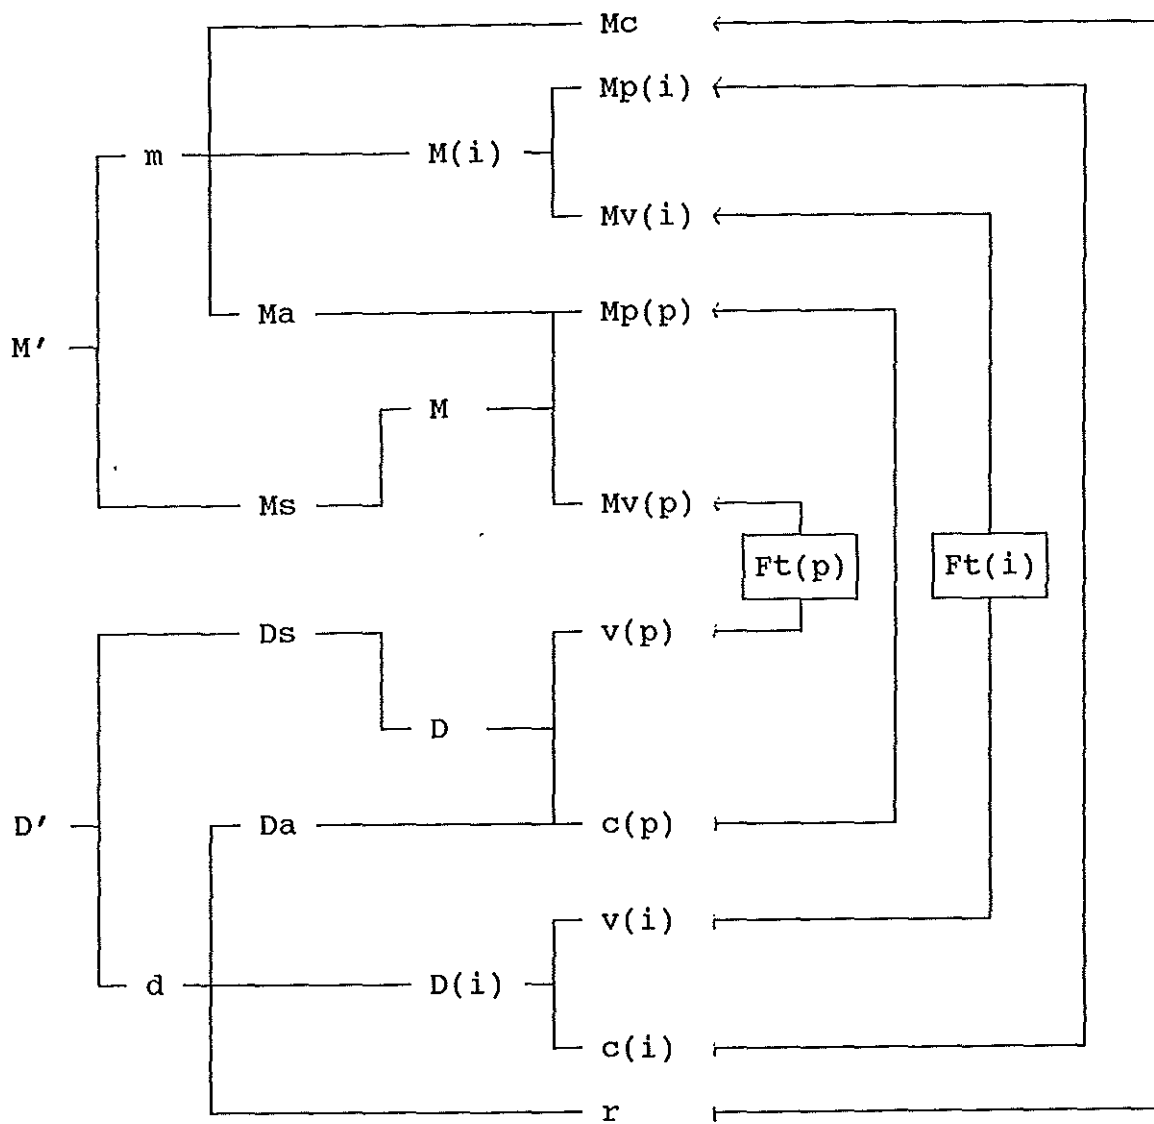 Mc
Mp(i)
m M(i)
Mv(i)
Ma Mp(p)
M'
M
Ms Mv(p)
Ft(p) Ft(i)
Ds v(p)
D
D' Da c(p)
v(i)
d D(i)
c(i)
r